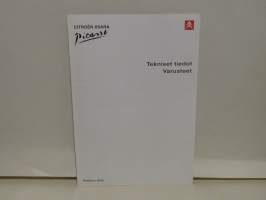 CITROËN XSARA
Picasso
Tekniset tiedot
Varusteet